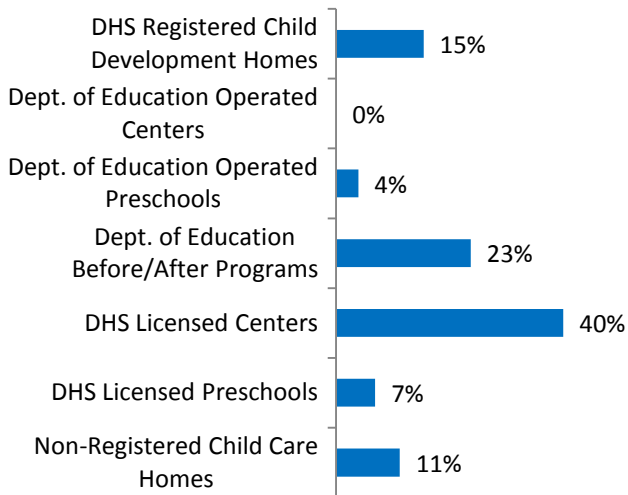 DHS Registered Child
Development Homes
15%
Dept. of Education Operated
Centers
0%
Dept. of Education Operated
Preschools
4%
Dept. of Education
Before/After Programs
23%
DHS Licensed Centers
40%
DHS Licensed Preschools
7%
Non-Registered Child Care
Homes
11%